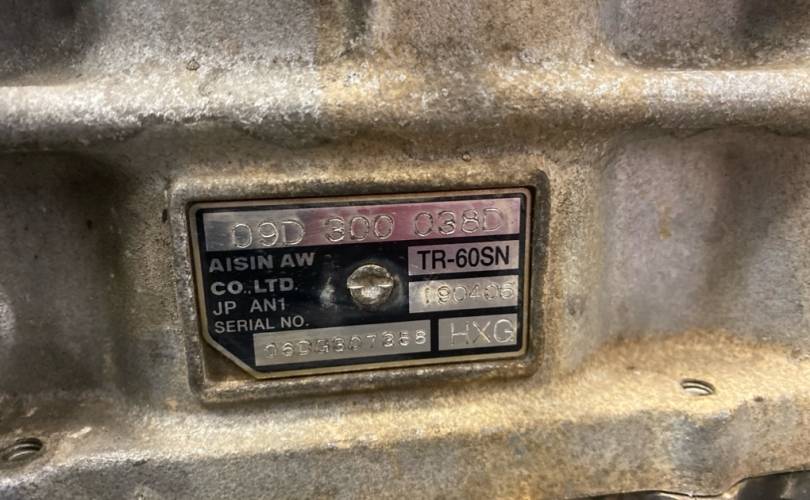 09D 300 038D
AISIN AW
CO.,LTD.
TR-60SN
JP AN1
190406
SERIAL NO.
HXG